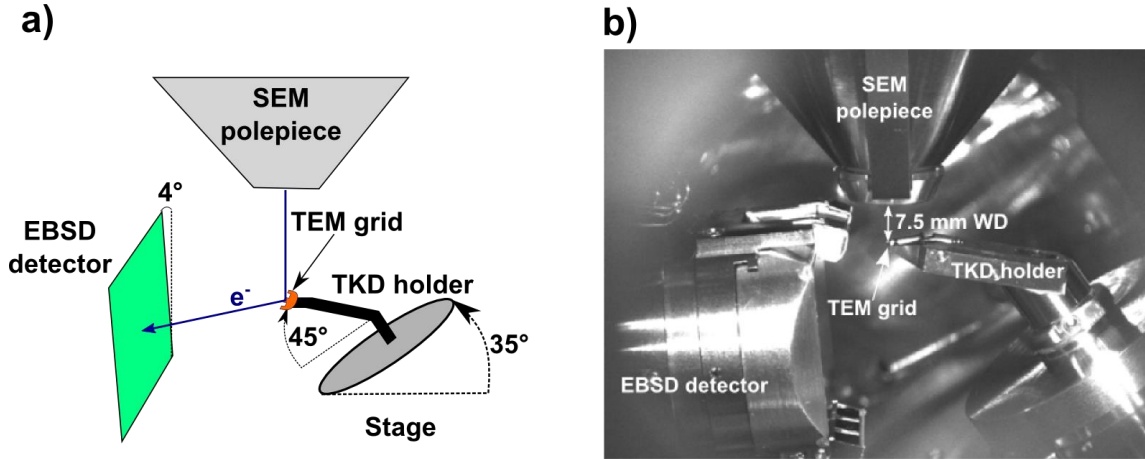 a)
SEM
polepiece
4°
TEM grid
EBSD
detector
TKD holder
e-
45°
35°
Stage
b)
SEM
polepiece
7.5 mm WD
TKD holder
TEM grid
EBSD detector